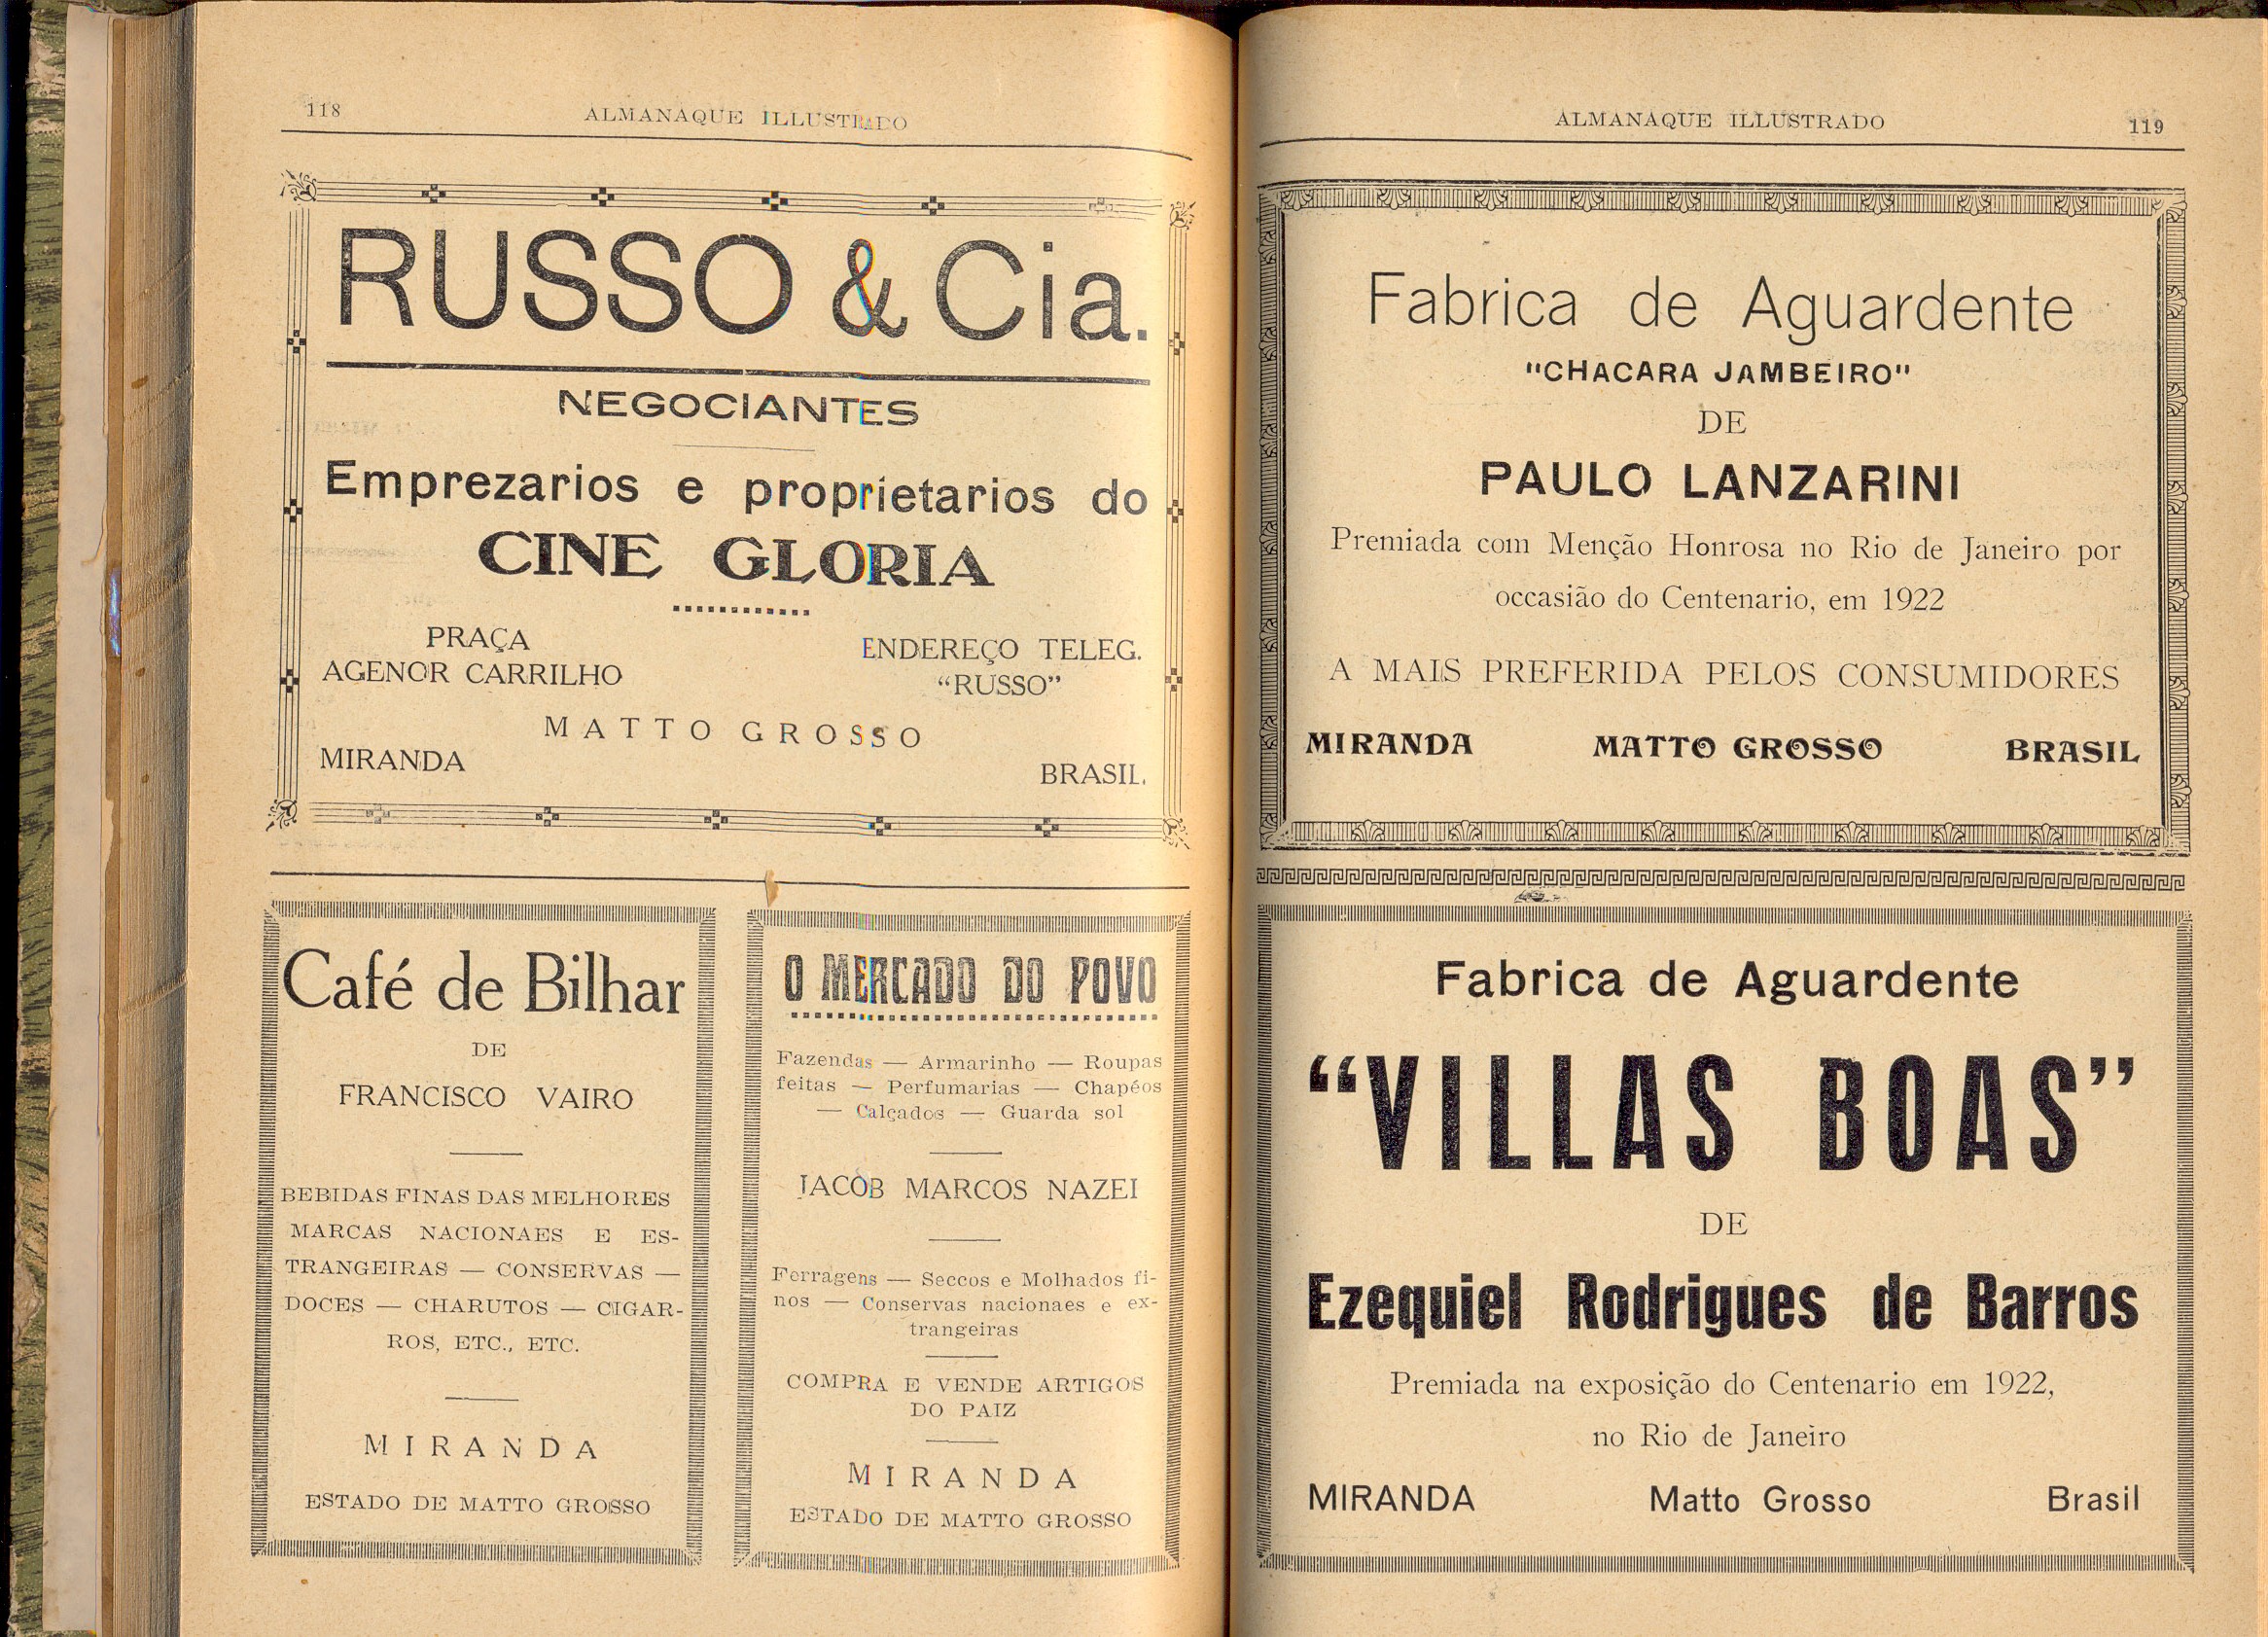 118
ALMANAQUE ILLUSTRADO
RUSSO & Cia.
NEGOCIANTES
Emprezarios e proprietarios do
CINE GLORIA
PRAÇA
AGENOR CARRILHO
ENDEREÇO TELEG.
“RUSSO”
MATTO GROSSO
MIRANDA
BRASIL.
Café de Bilhar
DE
FRANCISCO VAIRO
BEBIDAS FINAS DAS MELHORES
MARCAS NACIONAES E ES-
TRANGEIRAS — CONSERVAS —
DOCES — CHARUTOS — CIGAR-
ROS, ETC., ETC.
MIRANDA
ESTADO DE MATTO GROSSO
O MERCADO DO POVO
Fazendas — Armarinho — Roupas
feitas — Perfumarias — Chapéos
— Calçados — Guarda sol
JACOB MARCOS NAZEI
Ferragens — Seccos e Molhados fi-
nos — Conservas nacionaes e ex-
trangeiras
COMPRA E VENDE ARTIGOS
DO PAIZ
MIRANDA
ESTADO DE MATTO GROSSO
ALMANAQUE ILLUSTRADO
119
Fabrica de Aguardente
"CHACARA JAMBEIRO"
DE
PAULO LANZARINI
Premiada com Menção Honrosa no Rio de Janeiro por
occasião do Centenario, em 1922
A MAIS PREFERIDA PELOS CONSUMIDORES
MIRANDA MATTO GROSSO BRASIL
Fabrica de Aguardente
“VILLAS BOAS”
DE
Ezequiel Rodrigues de Barros
Premiada na exposição do Centenario em 1922,
no Rio de Janeiro
MIRANDA Matto Grosso Brasil